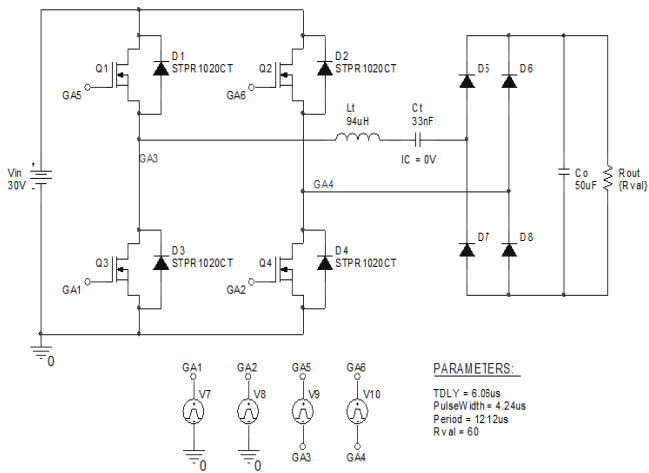 Q1
D1
STPR1020CT
GA5
Q2
D2
STPR1020CT
GA6
Lt
94uH
Ct
33nF
IC = 0V
D5
D6
GA3
GA4
Vin
30V
Co
50uF
Rout
{Rval}
Q3
D3
STPR1020CT
GA1
Q4
D4
STPR1020CT
GA2
D7
D8
0
GA1
GA2
GA5
GA6
V7
V8
V9
V10
0
0
GA3
GA4
PARAMETERS:
TDLY = 6.06us
PulseWidth = 4.24us
Period = 12.12us
Rval = 60